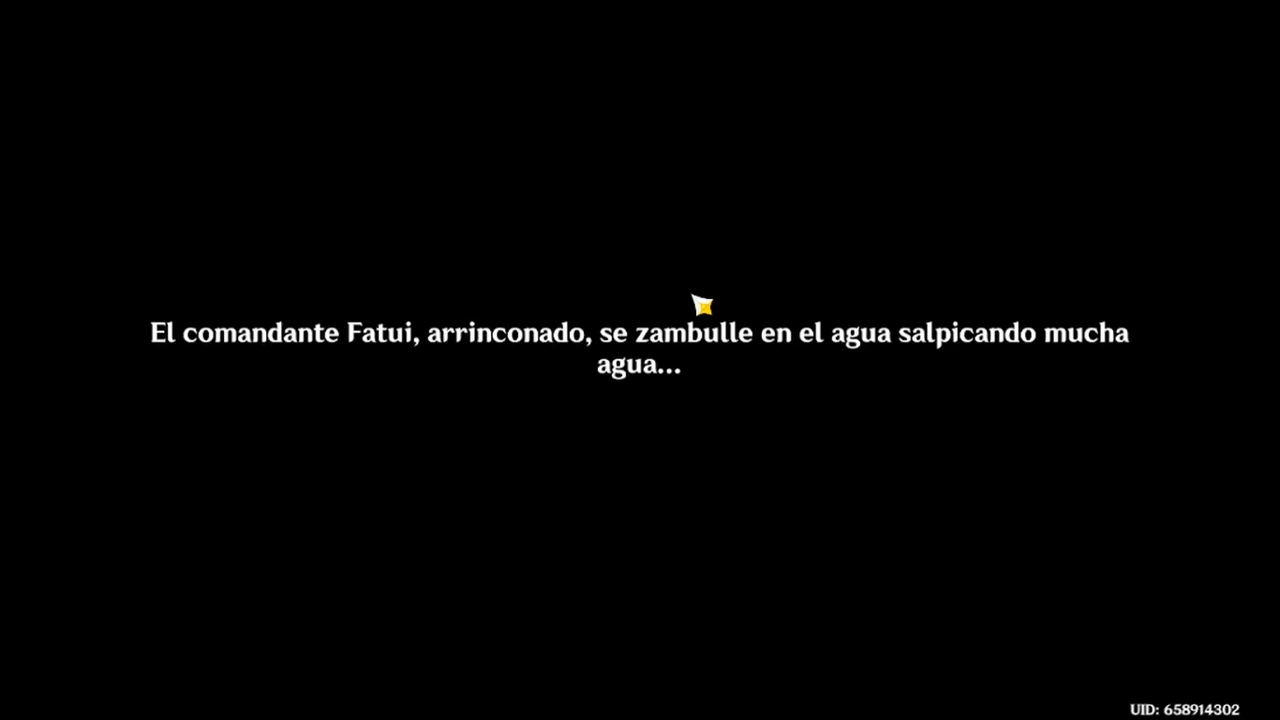 El comandante Fatui, arrinconado, se zambulle en el agua salpicando mucha
agua...
UID: 658914302